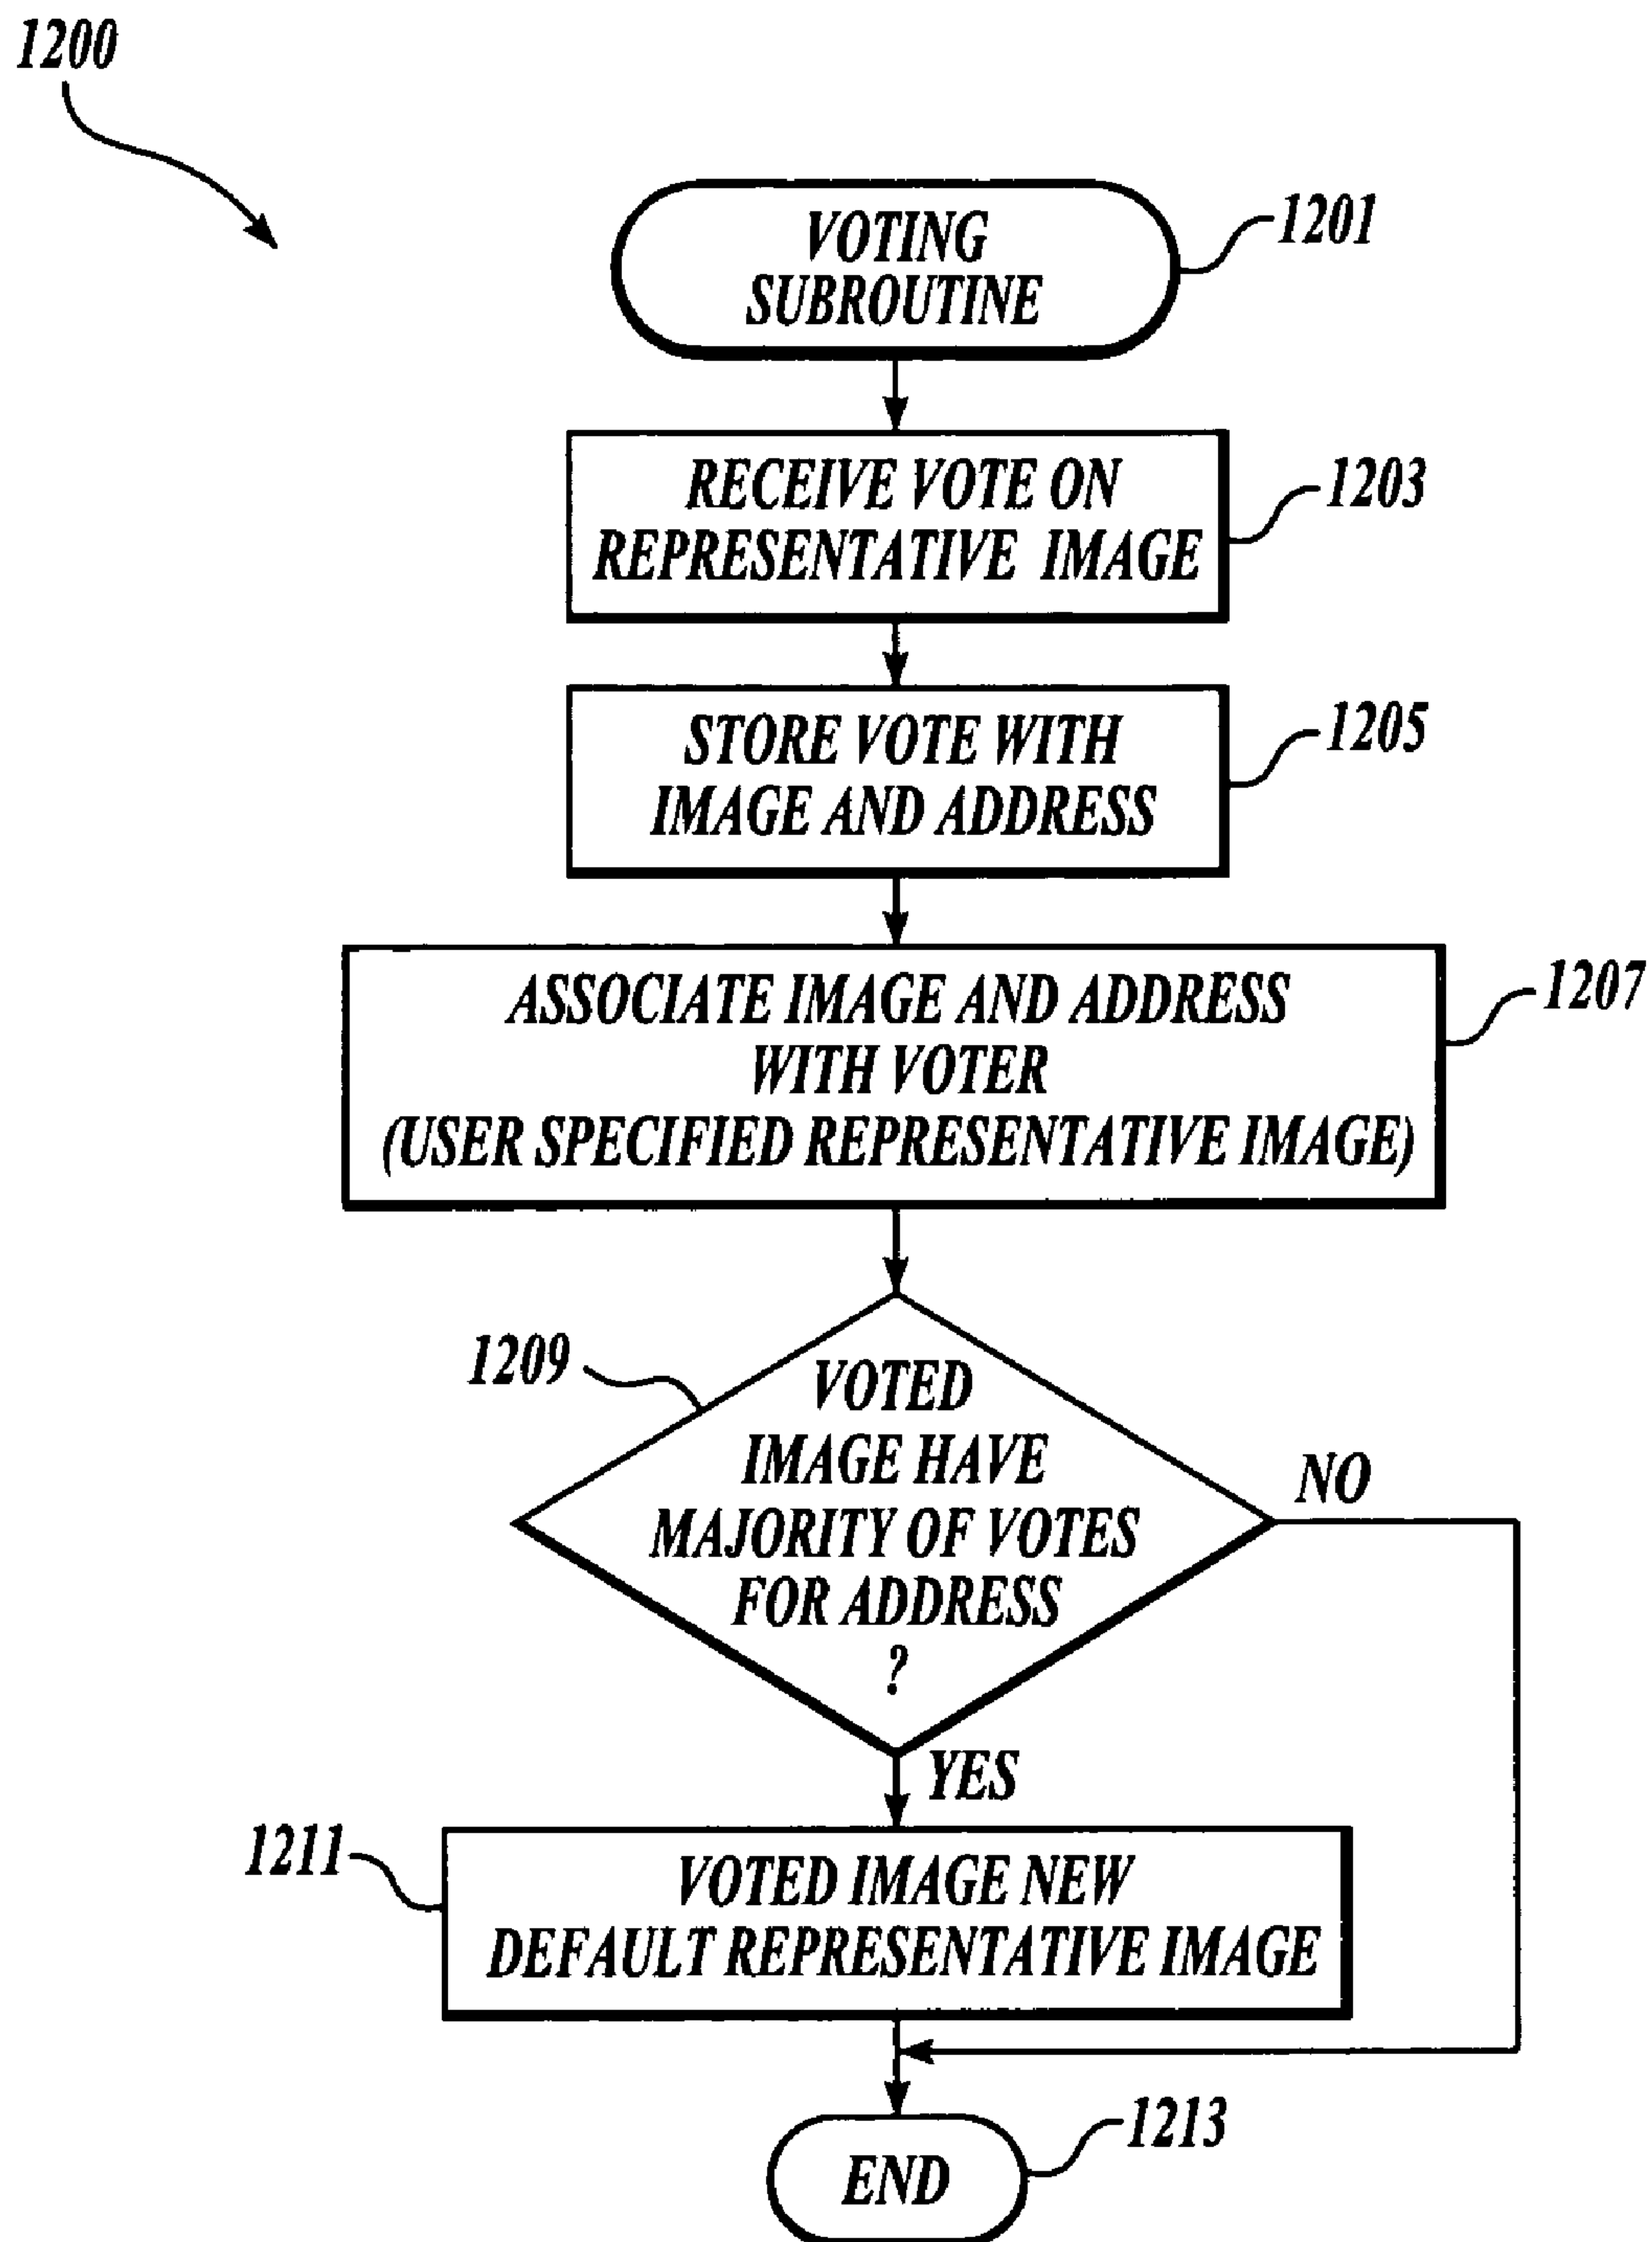 1200
VOTING
SUBROUTINE
1201
RECEIVE VOTE ON
REPRESENTATIVE IMAGE
1203
STORE VOTE WITH
IMAGE AND ADDRESS
1205
ASSOCIATE IMAGE AND ADDRESS
WITH VOTER
(USER SPECIFIED REPRESENTATIVE IMAGE)
1207
1209
VOTED
IMAGE HAVE
MAJORITY OF VOTES
FOR ADDRESS
?
NO
YES
1211
VOTED IMAGE NEW
DEFAULT REPRESENTATIVE IMAGE
END
1213